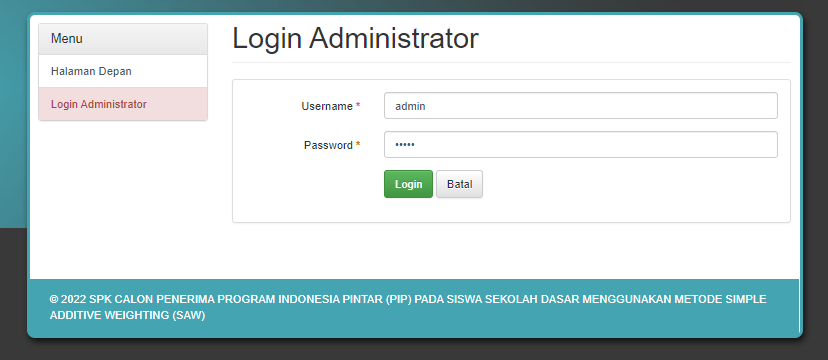 Menu
Halaman Depan
Login Administrator
Login Administrator
Username *
admin
Password *
•••••
Login
Batal
© 2022 SPK CALON PENERIMA PROGRAM INDONESIA PINTAR (PIP) PADA SISWA SEKOLAH DASAR MENGGUNAKAN METODE SIMPLE
ADDITIVE WEIGHTING (SAW)